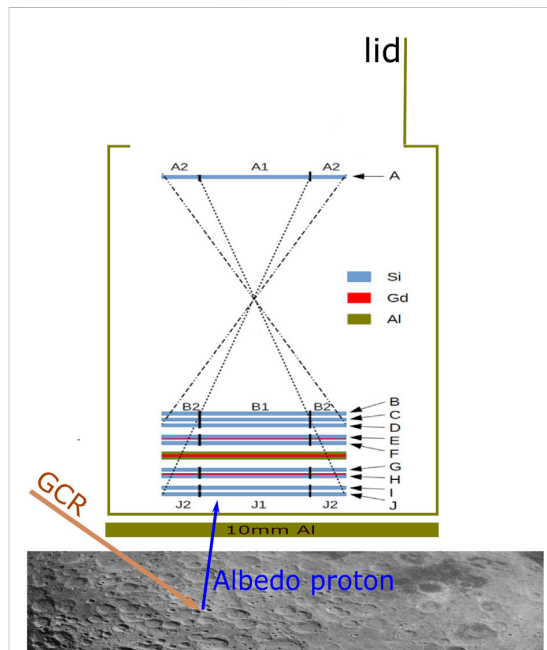 lid
A2 A1 A2
A
Si
Gd
Al
B2 B1 B2
B
C
D
E
F
G
H
I
J
J2 J1 J2
GCR
10mm Al
Albedo proton